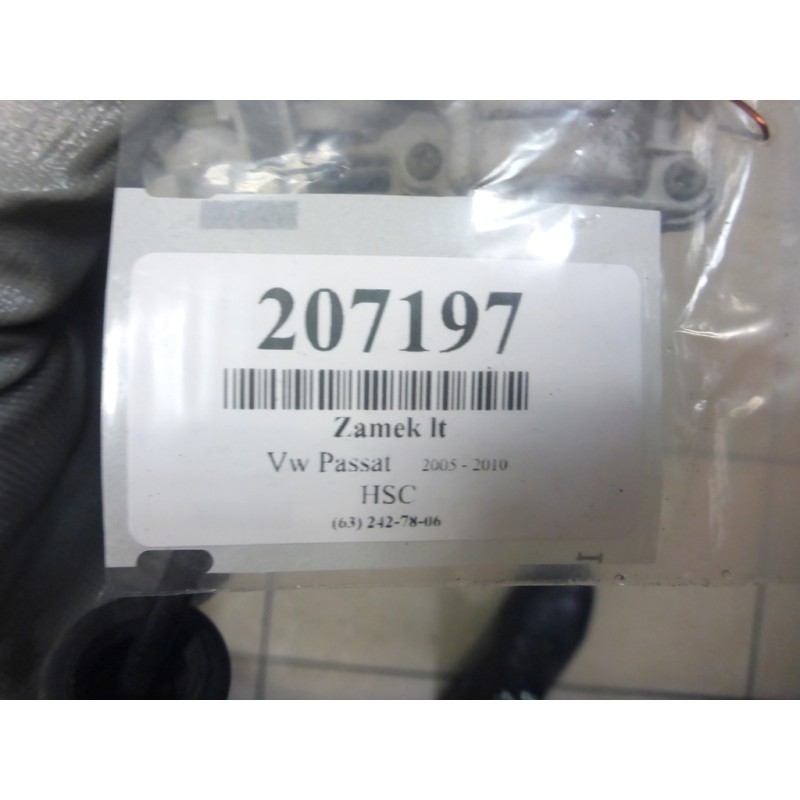 207197
Zamek lt
Vw Passat 2005 - 2010
HSC
(63) 242-78-06